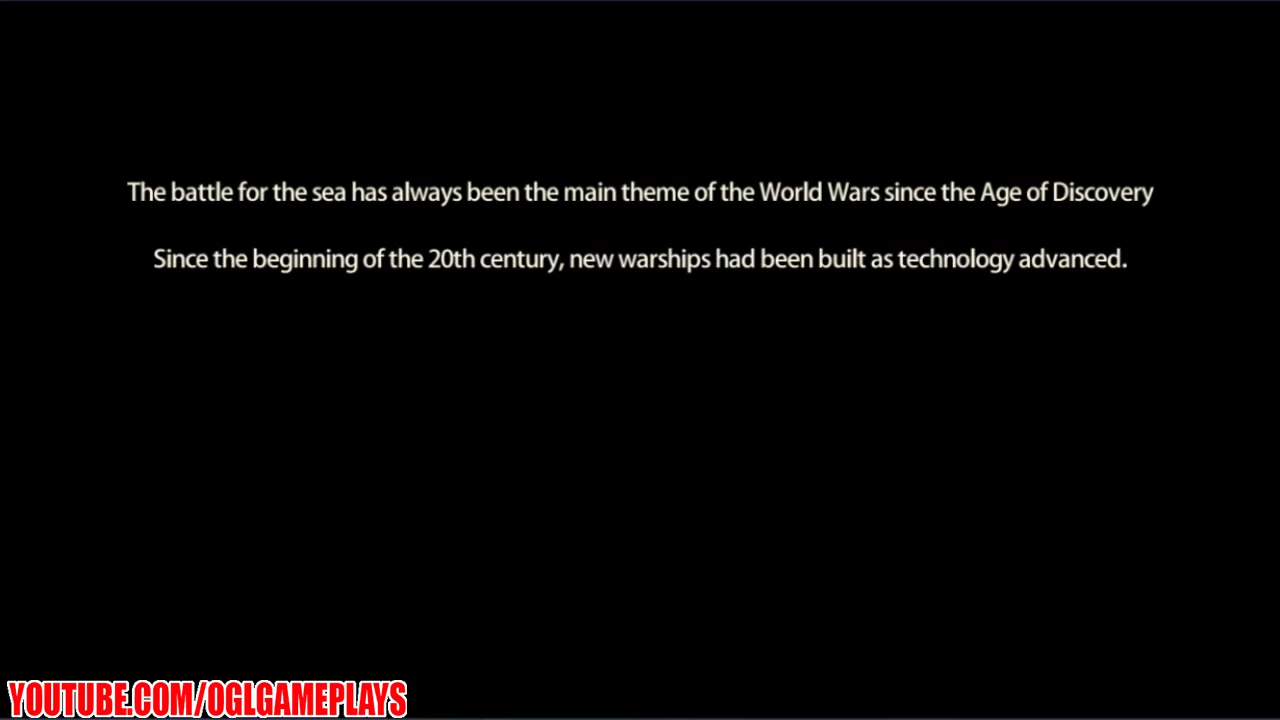 The battle for the sea has always been the main theme of the World Wars since the Age of Discovery
Since the beginning of the 20th century, new warships had been built as technology advanced.
YOUTUBE.COM/OGLGAMEPLAYS